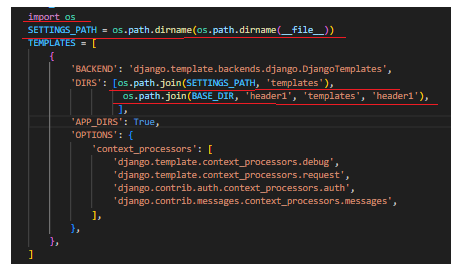 import os
SETTINGS_PATH = os.path.dirname(os.path.dirname(__file__))
TEMPLATES = [
    {
        'BACKEND': 'django.template.backends.django.DjangoTemplates',
        'DIRS': [os.path.join(SETTINGS_PATH, 'templates'),
                 os.path.join(BASE_DIR, 'header1', 'templates', 'header1'),
                ],
        'APP_DIRS': True,
        'OPTIONS': {
            'context_processors': [
                'django.template.context_processors.debug',
                'django.template.context_processors.request',
                'django.contrib.auth.context_processors.auth',
                'django.contrib.messages.context_processors.messages',
            ],
        },
    },
]